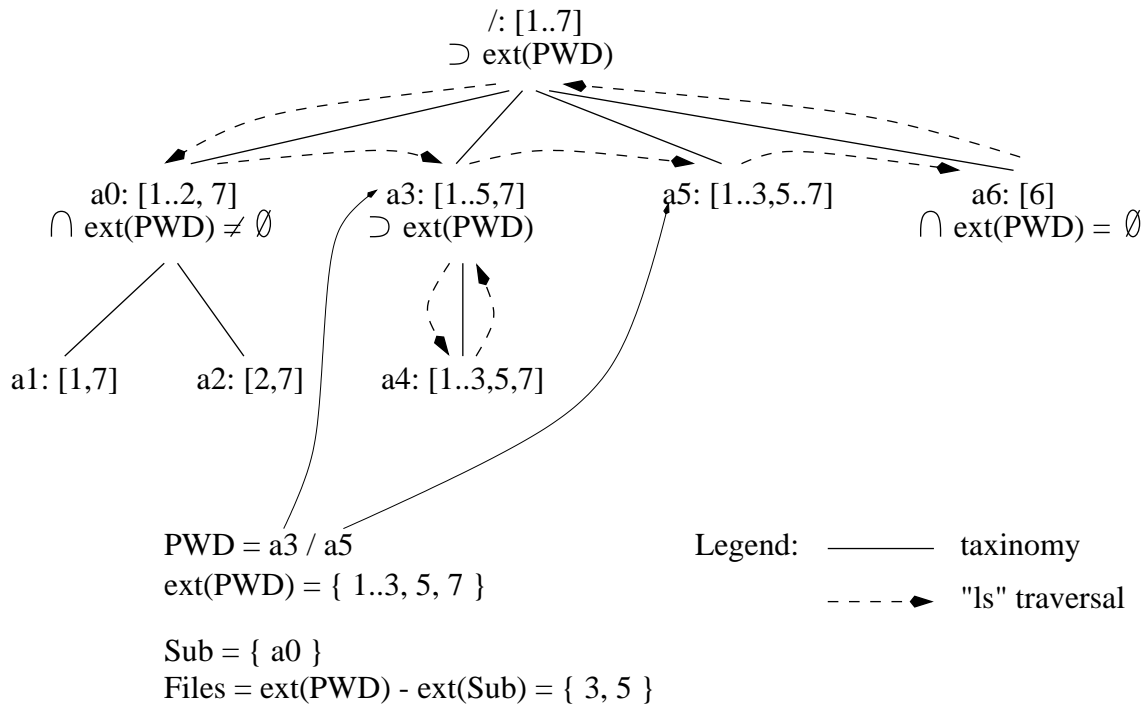 /: [1..7]
⊃ ext(PWD)
a0: [1..2, 7]
∩ ext(PWD) ≠ ∅
a3: [1..5,7]
⊃ ext(PWD)
a5: [1..3,5..7]
a6: [6]
∩ ext(PWD) = ∅
a1: [1,7]
a2: [2,7]
a4: [1..3,5,7]
PWD = a3 / a5
ext(PWD) = { 1..3, 5, 7 }
Sub = { a0 }
Files = ext(PWD) - ext(Sub) = { 3, 5 }
Legend:
taxinomy
"ls" traversal